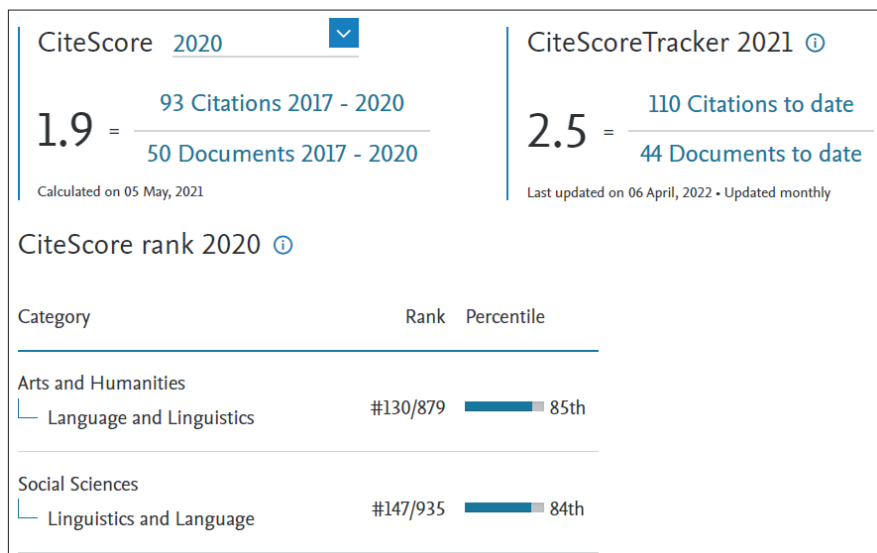 CiteScore 2020
1.9 = 93 Citations 2017 - 2020
50 Documents 2017 - 2020
Calculated on 05 May, 2021
CiteScoreTracker 2021
2.5 = 110 Citations to date
44 Documents to date
Last updated on 06 April, 2022 • Updated monthly
CiteScore rank 2020
Category Rank Percentile
Arts and Humanities
Language and Linguistics #130/879 85th
Social Sciences
Linguistics and Language #147/935 84th